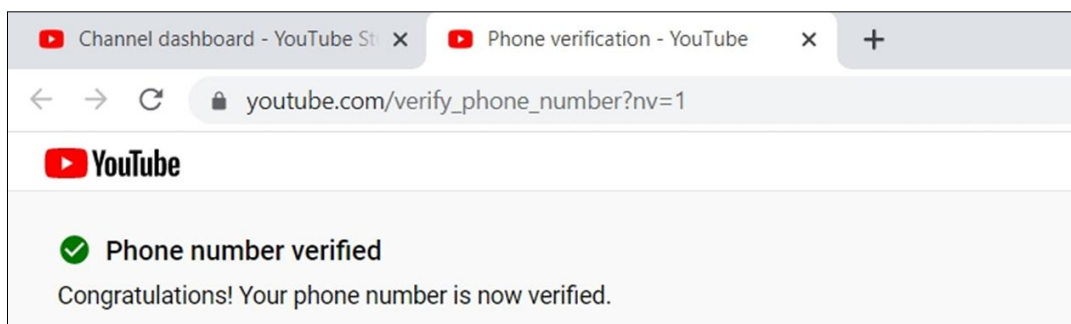 Channel dashboard - YouTube St
Phone verification - YouTube
youtube.com/verify_phone_number?nv=1
YouTube
Phone number verified
Congratulations! Your phone number is now verified.